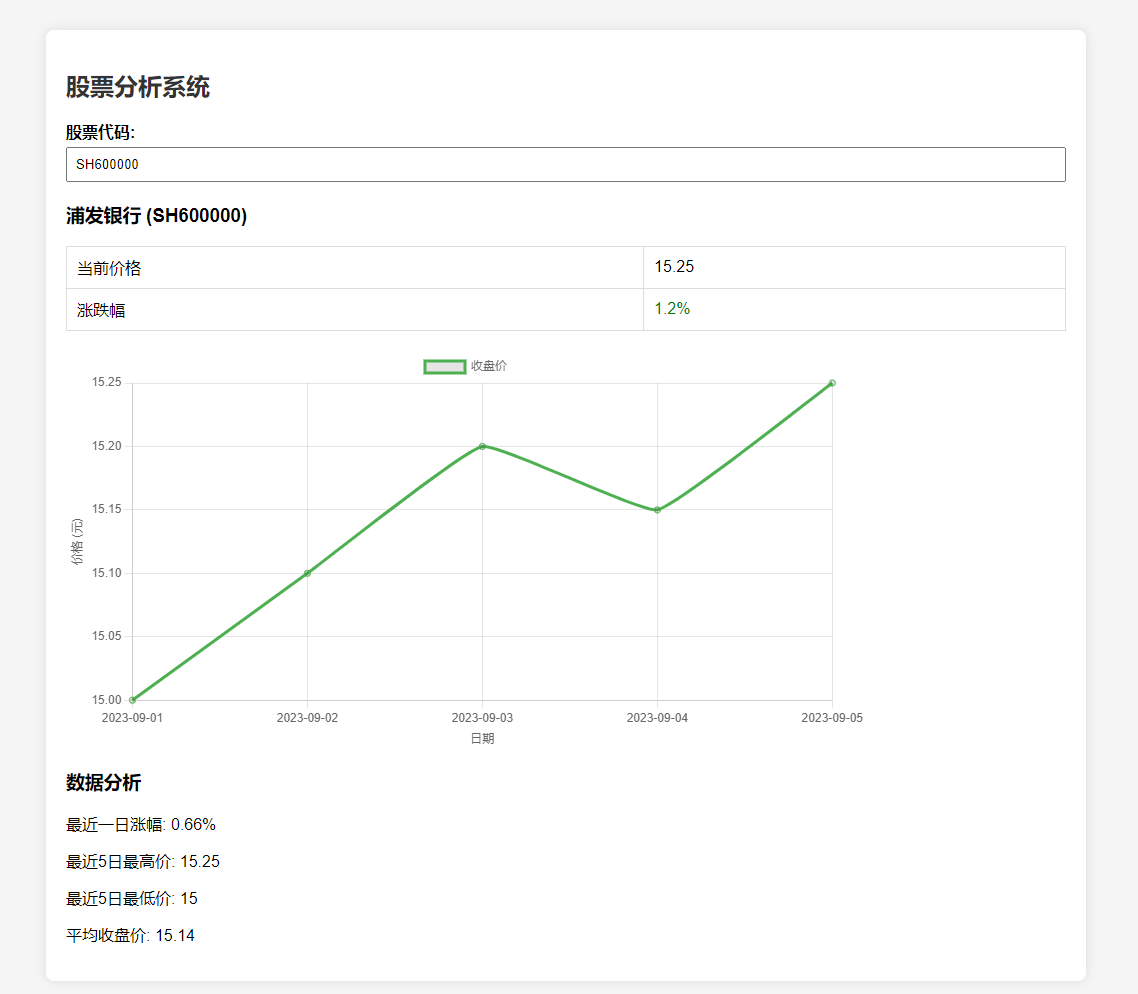 股票分析系统
股票代码:
SH600000
浦发银行 (SH600000)
当前价格 15.25
涨跌幅 1.2%
收盘价
15.25
15.20
15.15
15.10
15.05
15.00
价格 (元)
2023-09-01 2023-09-02 2023-09-03 2023-09-04 2023-09-05
日期
数据分析
最近一日涨幅: 0.66%
最近5日最高价: 15.25
最近5日最低价: 15
平均收盘价: 15.14